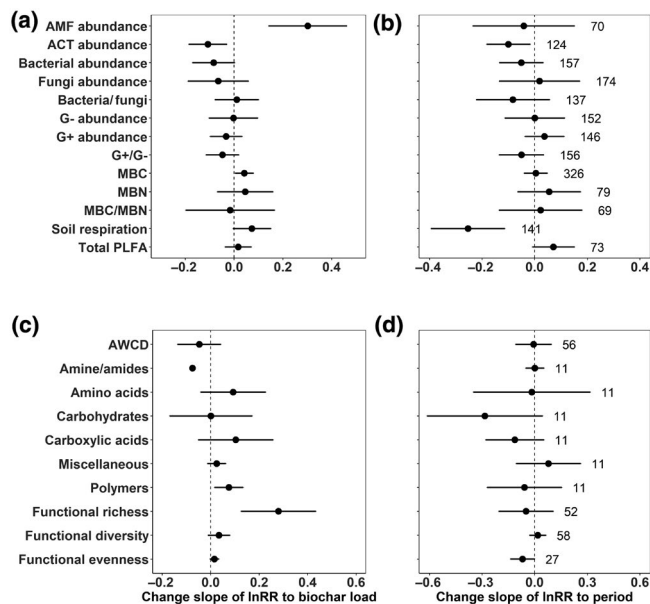 (a) (b)
AMF abundance 70
ACT abundance 124
Bacterial abundance 157
Fungi abundance 174
Bacteria/fungi 137
G- abundance 152
G+ abundance 146
G+/G- 156
MBC 326
MBN 79
MBC/MBN 69
Soil respiration 141
Total PLFA 73
−0.2 0.0 0.2 0.4 −0.4 −0.2 0.0 0.2 0.4
(c) (d)
AWCD 56
Amine/amides 11
Amino acids 11
Carbohydrates 11
Carboxylic acids 11
Miscellaneous 11
Polymers 11
Functional richess 52
Functional diversity 58
Functional evenness 27
−0.2 0.0 0.2 0.4 0.6 −0.6 −0.3 0.0 0.3 0.6
Change slope of lnRR to biochar load Change slope of lnRR to period